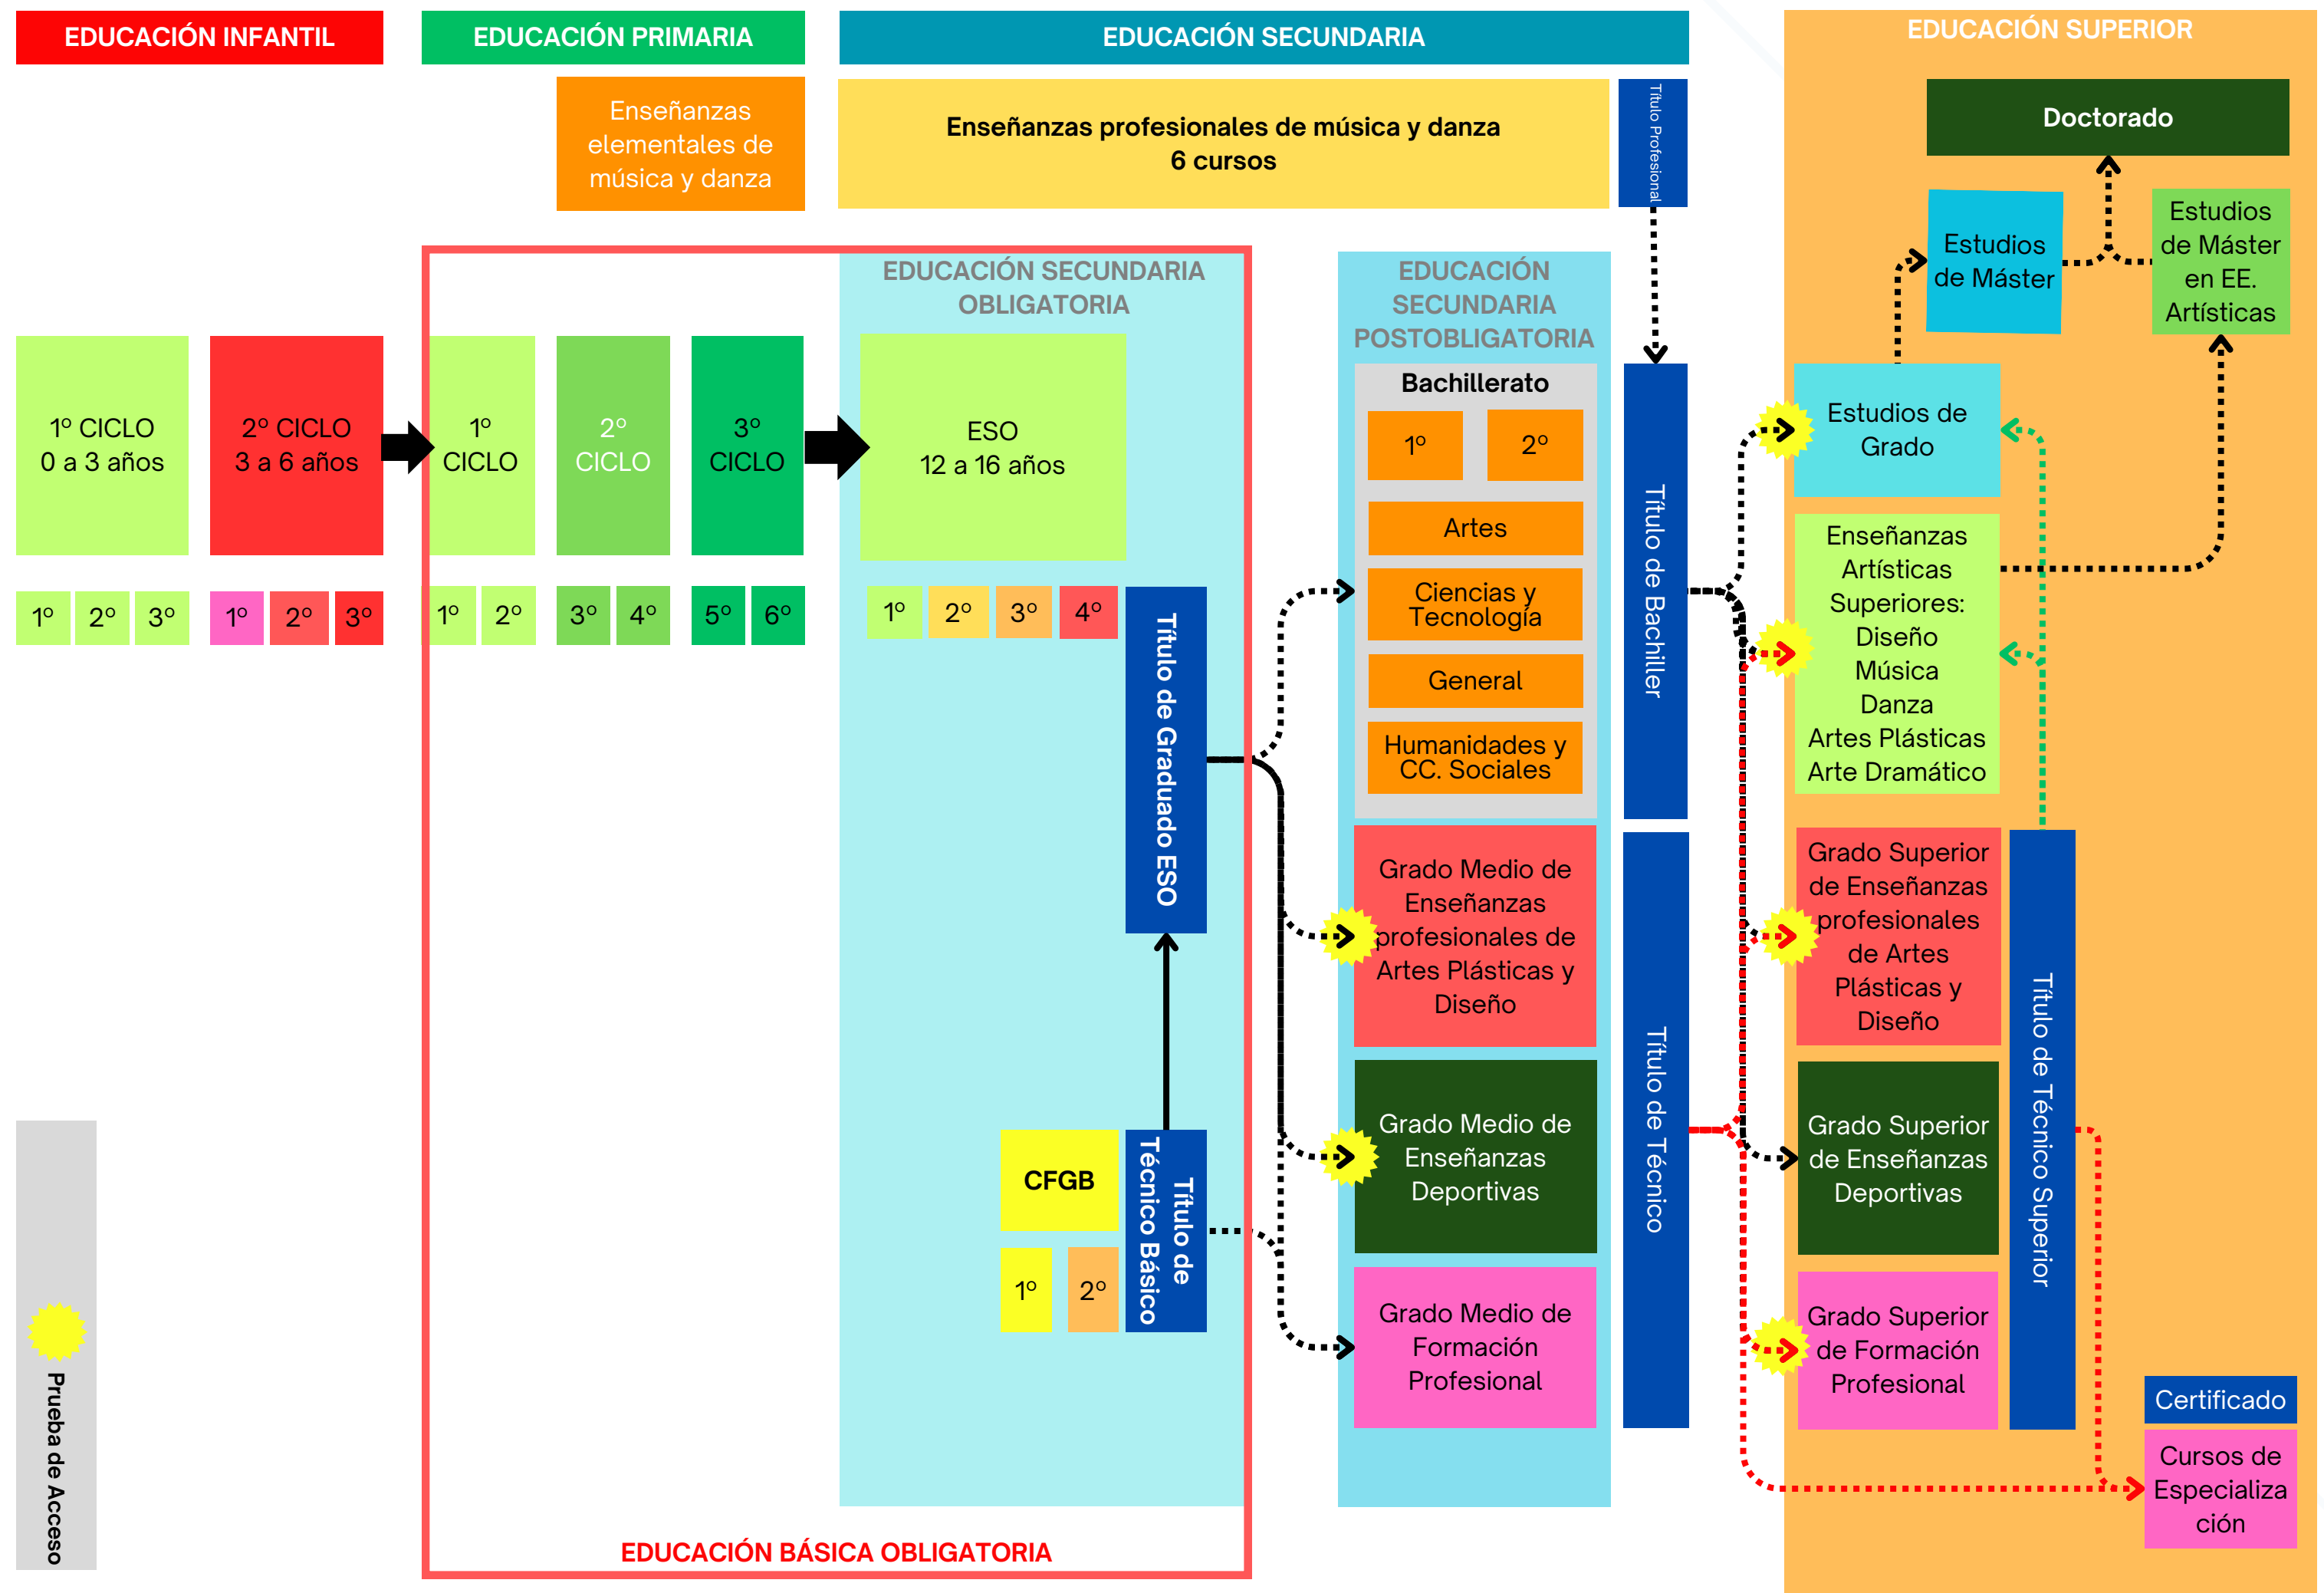 EDUCACIÓN INFANTIL
EDUCACIÓN PRIMARIA
EDUCACIÓN SECUNDARIA
EDUCACIÓN SUPERIOR
Enseñanzas
elementales de
música y danza
Enseñanzas profesionales de música y danza
6 cursos
Título Profesional
Doctorado
Estudios
de Máster
Estudios
de Máster
en EE.
Artísticas
EDUCACIÓN SECUNDARIA
OBLIGATORIA
EDUCACIÓN
SECUNDARIA
POSTOBLIGATORIA
1º CICLO
0 a 3 años
2º CICLO
3 a 6 años
1º
CICLO
2º
CICLO
3º
CICLO
ESO
12 a 16 años
1º 2º 3º
1º 2º 3º
1º 2º
3º 4º
5º 6º
1º 2º 3º 4º
Título de Graduado ESO
CFGB
1º 2º
Título de
Técnico Básico
Bachillerato
1º 2º
Artes
Ciencias y
Tecnología
General
Humanidades y
CC. Sociales
Título de Bachiller
Grado Medio de
Enseñanzas
profesionales de
Artes Plásticas y
Diseño
Grado Medio de
Enseñanzas
Deportivas
Grado Medio de
Formación
Profesional
Título de Técnico
Estudios de
Grado
Enseñanzas
Artísticas
Superiores:
Diseño
Música
Danza
Artes Plásticas
Arte Dramático
Grado Superior
de Enseñanzas
profesionales
de Artes
Plásticas y
Diseño
Grado Superior
de Enseñanzas
Deportivas
Grado Superior
de Formación
Profesional
Título de Técnico Superior
Certificado
Cursos de
Especializa
ción
Prueba de Acceso
EDUCACIÓN BÁSICA OBLIGATORIA